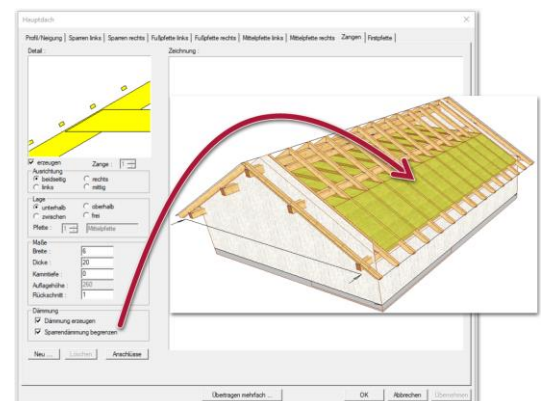 Hauptdach
Profil/Neigung Sparren links Sparren rechts Fußpfette links Fußpfette rechts Mittelpfette links Mittelpfette rechts Zangen Firstpfette
Detail : Zeichnung :
erzeugen Zange : 1
Ausrichtung
beidseitig rechts
links mittig
Lage
unterhalb oberhalb
zwischen frei
Pfette : 1 Mittelpfette
Maße
Breite : 6
Dicke : 20
Kammtiefe : 0
Auflagehöhe : 260
Rückschnitt : 1
Dämmung
Dämmung erzeugen
Sparrendämmung begrenzen
Neu ... Löschen Anschlüsse
Übertragen mehrfach ... OK Abbrechen Übernehmen